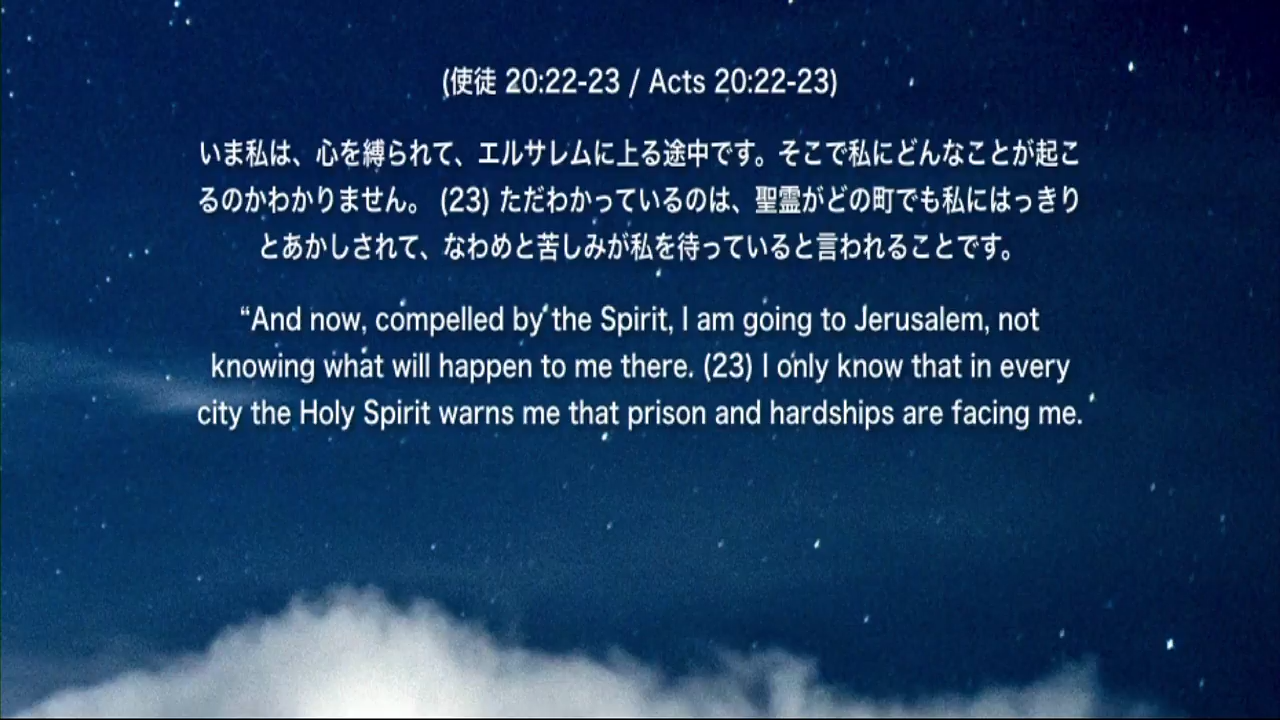 (使徒 20:22-23 / Acts 20:22-23)
いま私は、心を縛られて、エルサレムに上る途中です。そこで私にどんなことが起こ
るのかわかりません。 (23) ただわかっているのは、聖霊がどの町でも私にはっきり
とあかしされて、なわめと苦しみが私を待っていると言われることです。
“And now, compelled by the Spirit, I am going to Jerusalem, not
knowing what will happen to me there. (23) I only know that in every
city the Holy Spirit warns me that prison and hardships are facing me.